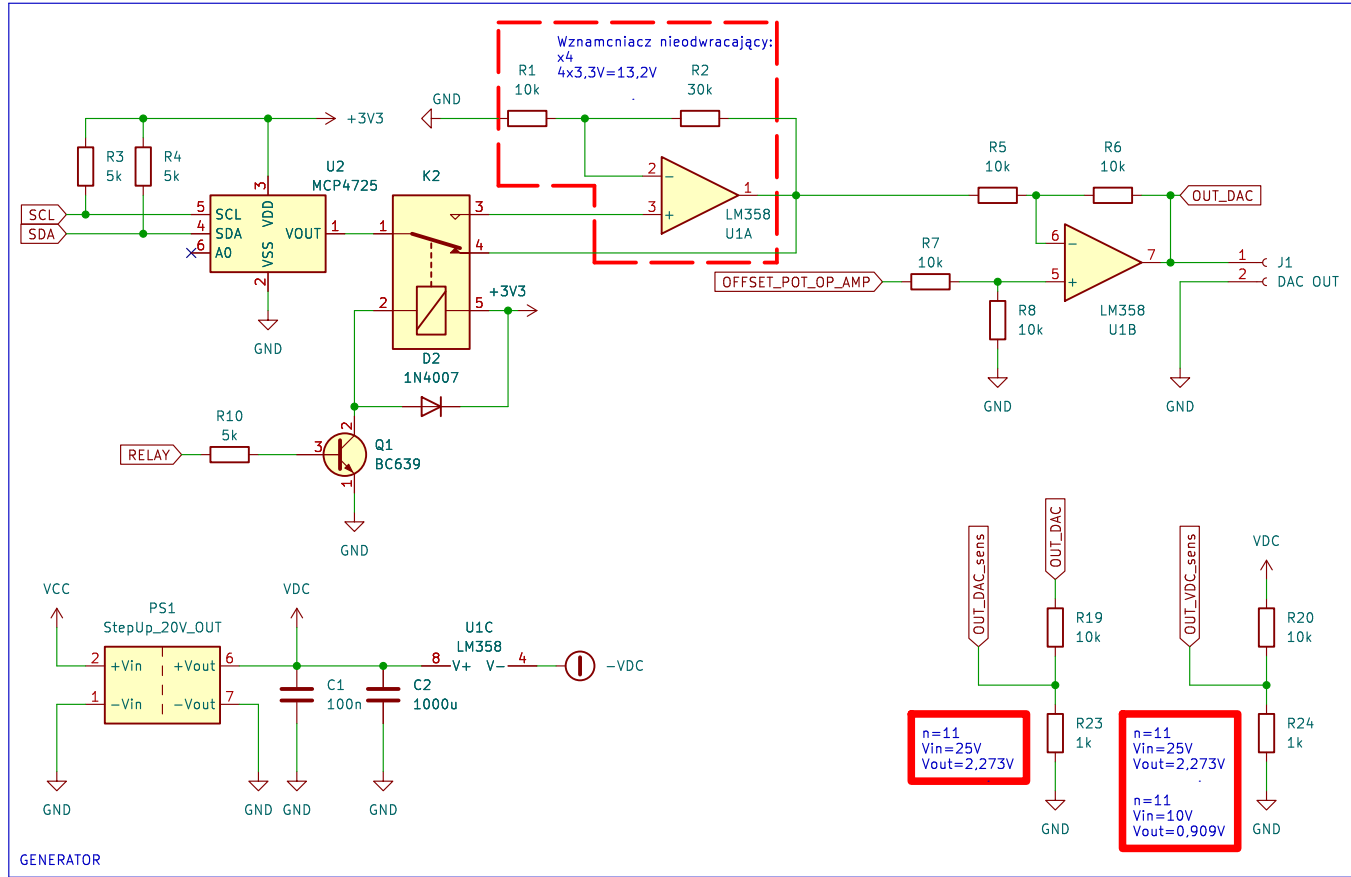 Wznamcniacz nieodwracający:
x4
4x3,3V=13,2V
R1
10k
R2
30k
GND
+3V3
R3
5k
R4
5k
U2
MCP4725
K2
SCL
SDA
5
4
6
SCL
SDA
A0
3
VDD
VSS
2
VOUT
1
GND
1
3
4
2
5
+3V3
2
3
1
LM358
U1A
R5
10k
R6
10k
OUT_DAC
R7
10k
OFFSET_POT_OP_AMP
R8
10k
GND
6
5
7
LM358
U1B
1
2
J1
DAC OUT
GND
D2
1N4007
R10
5k
RELAY
3
2
1
Q1
BC639
GND
VCC
PS1
StepUp_20V_OUT
2
+Vin
+Vout
6
1
-Vin
-Vout
7
GND
GND
VDC
C1
100n
GND
C2
1000u
GND
U1C
LM358
8
V+
V-
4
-VDC
OUT_DAC_sens
OUT_DAC
R19
10k
R23
1k
GND
n=11
Vin=25V
Vout=2,273V
OUT_VDC_sens
VDC
R20
10k
R24
1k
GND
n=11
Vin=25V
Vout=2,273V
n=11
Vin=10V
Vout=0,909V
GENERATOR